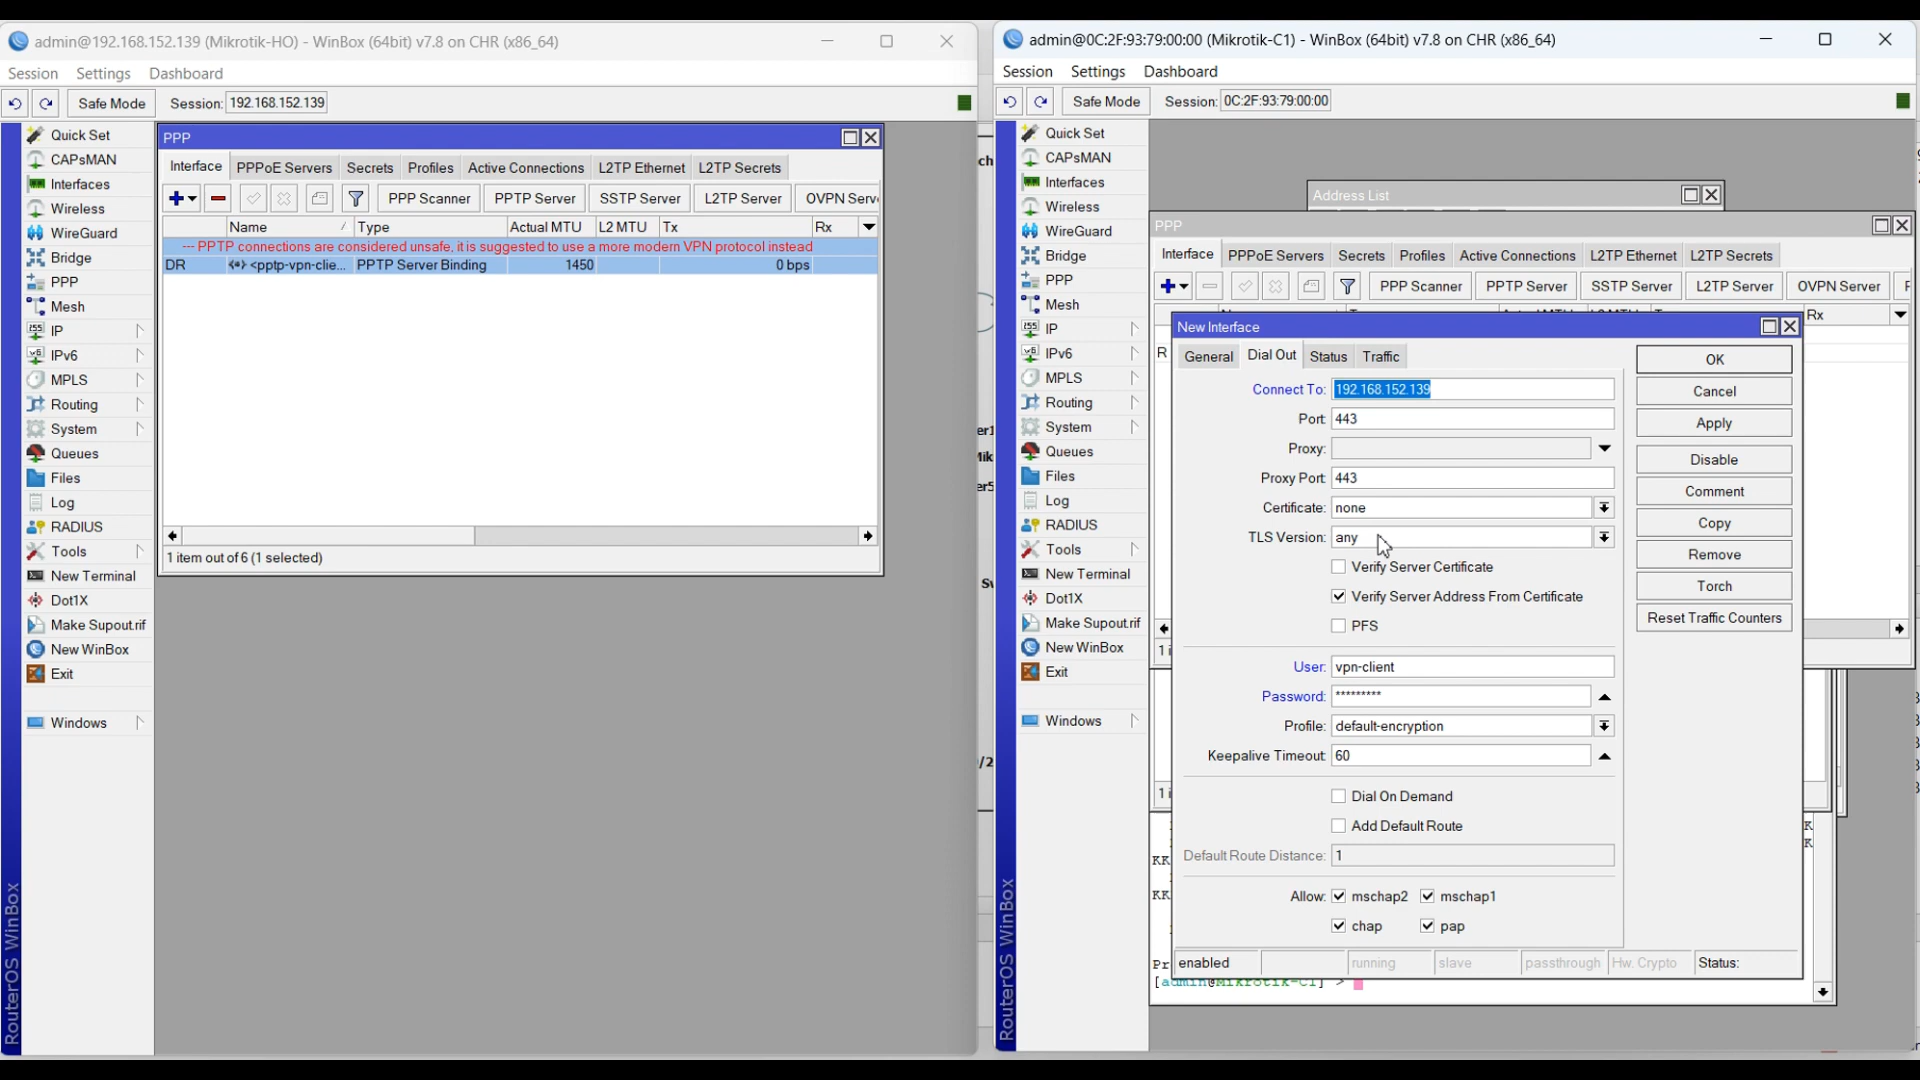 admin@192.168.152.139 (Mikrotik-HO) - WinBox (64bit) v7.8 on CHR (x86_64)
Session Settings Dashboard
Safe Mode Session: 192.168.152.139
Quick Set
CAPsMAN
Interfaces
Wireless
WireGuard
Bridge
PPP
Mesh
IP
IPv6
MPLS
Routing
System
Queues
Files
Log
RADIUS
Tools
New Terminal
Dot1X
Make Supout.rif
New WinBox
Exit
Windows
RouterOS WinBox
PPP
Interface PPPoE Servers Secrets Profiles Active Connections L2TP Ethernet L2TP Secrets
PPP Scanner PPTP Server SSTP Server L2TP Server OVPN Serv
Name / Type Actual MTU L2 MTU Tx Rx
--- PPTP connections are considered unsafe, it is suggested to use a more modern VPN protocol instead
DR <pptp-vpn-clie... PPTP Server Binding 1450 0 bps
1 item out of 6 (1 selected)
admin@0C:2F:93:79:00:00 (Mikrotik-C1) - WinBox (64bit) v7.8 on CHR (x86_64)
Session Settings Dashboard
Safe Mode Session: 0C:2F:93:79:00:00
Quick Set
CAPsMAN
Interfaces
Wireless
WireGuard
Bridge
PPP
Mesh
IP
IPv6
MPLS
Routing
System
Queues
Files
Log
RADIUS
Tools
New Terminal
Dot1X
Make Supout.rif
New WinBox
Exit
Windows
RouterOS WinBox
Address List
PPP
Interface PPPoE Servers Secrets Profiles Active Connections L2TP Ethernet L2TP Secrets
PPP Scanner PPTP Server SSTP Server L2TP Server OVPN Server
Rx
R
New Interface
General Dial Out Status Traffic
Connect To: 192.168.152.139
Port: 443
Proxy:
Proxy Port: 443
Certificate: none
TLS Version: any
Verify Server Certificate
Verify Server Address From Certificate
PFS
User: vpn-client
Password: *********
Profile: default-encryption
Keepalive Timeout: 60
Dial On Demand
Add Default Route
Default Route Distance: 1
Allow: mschap2 mschap1
chap pap
OK
Cancel
Apply
Disable
Comment
Copy
Remove
Torch
Reset Traffic Counters
enabled running slave passthrough Hw. Crypto Status:
KK
KK
[admin@Mikrotik-C1] >